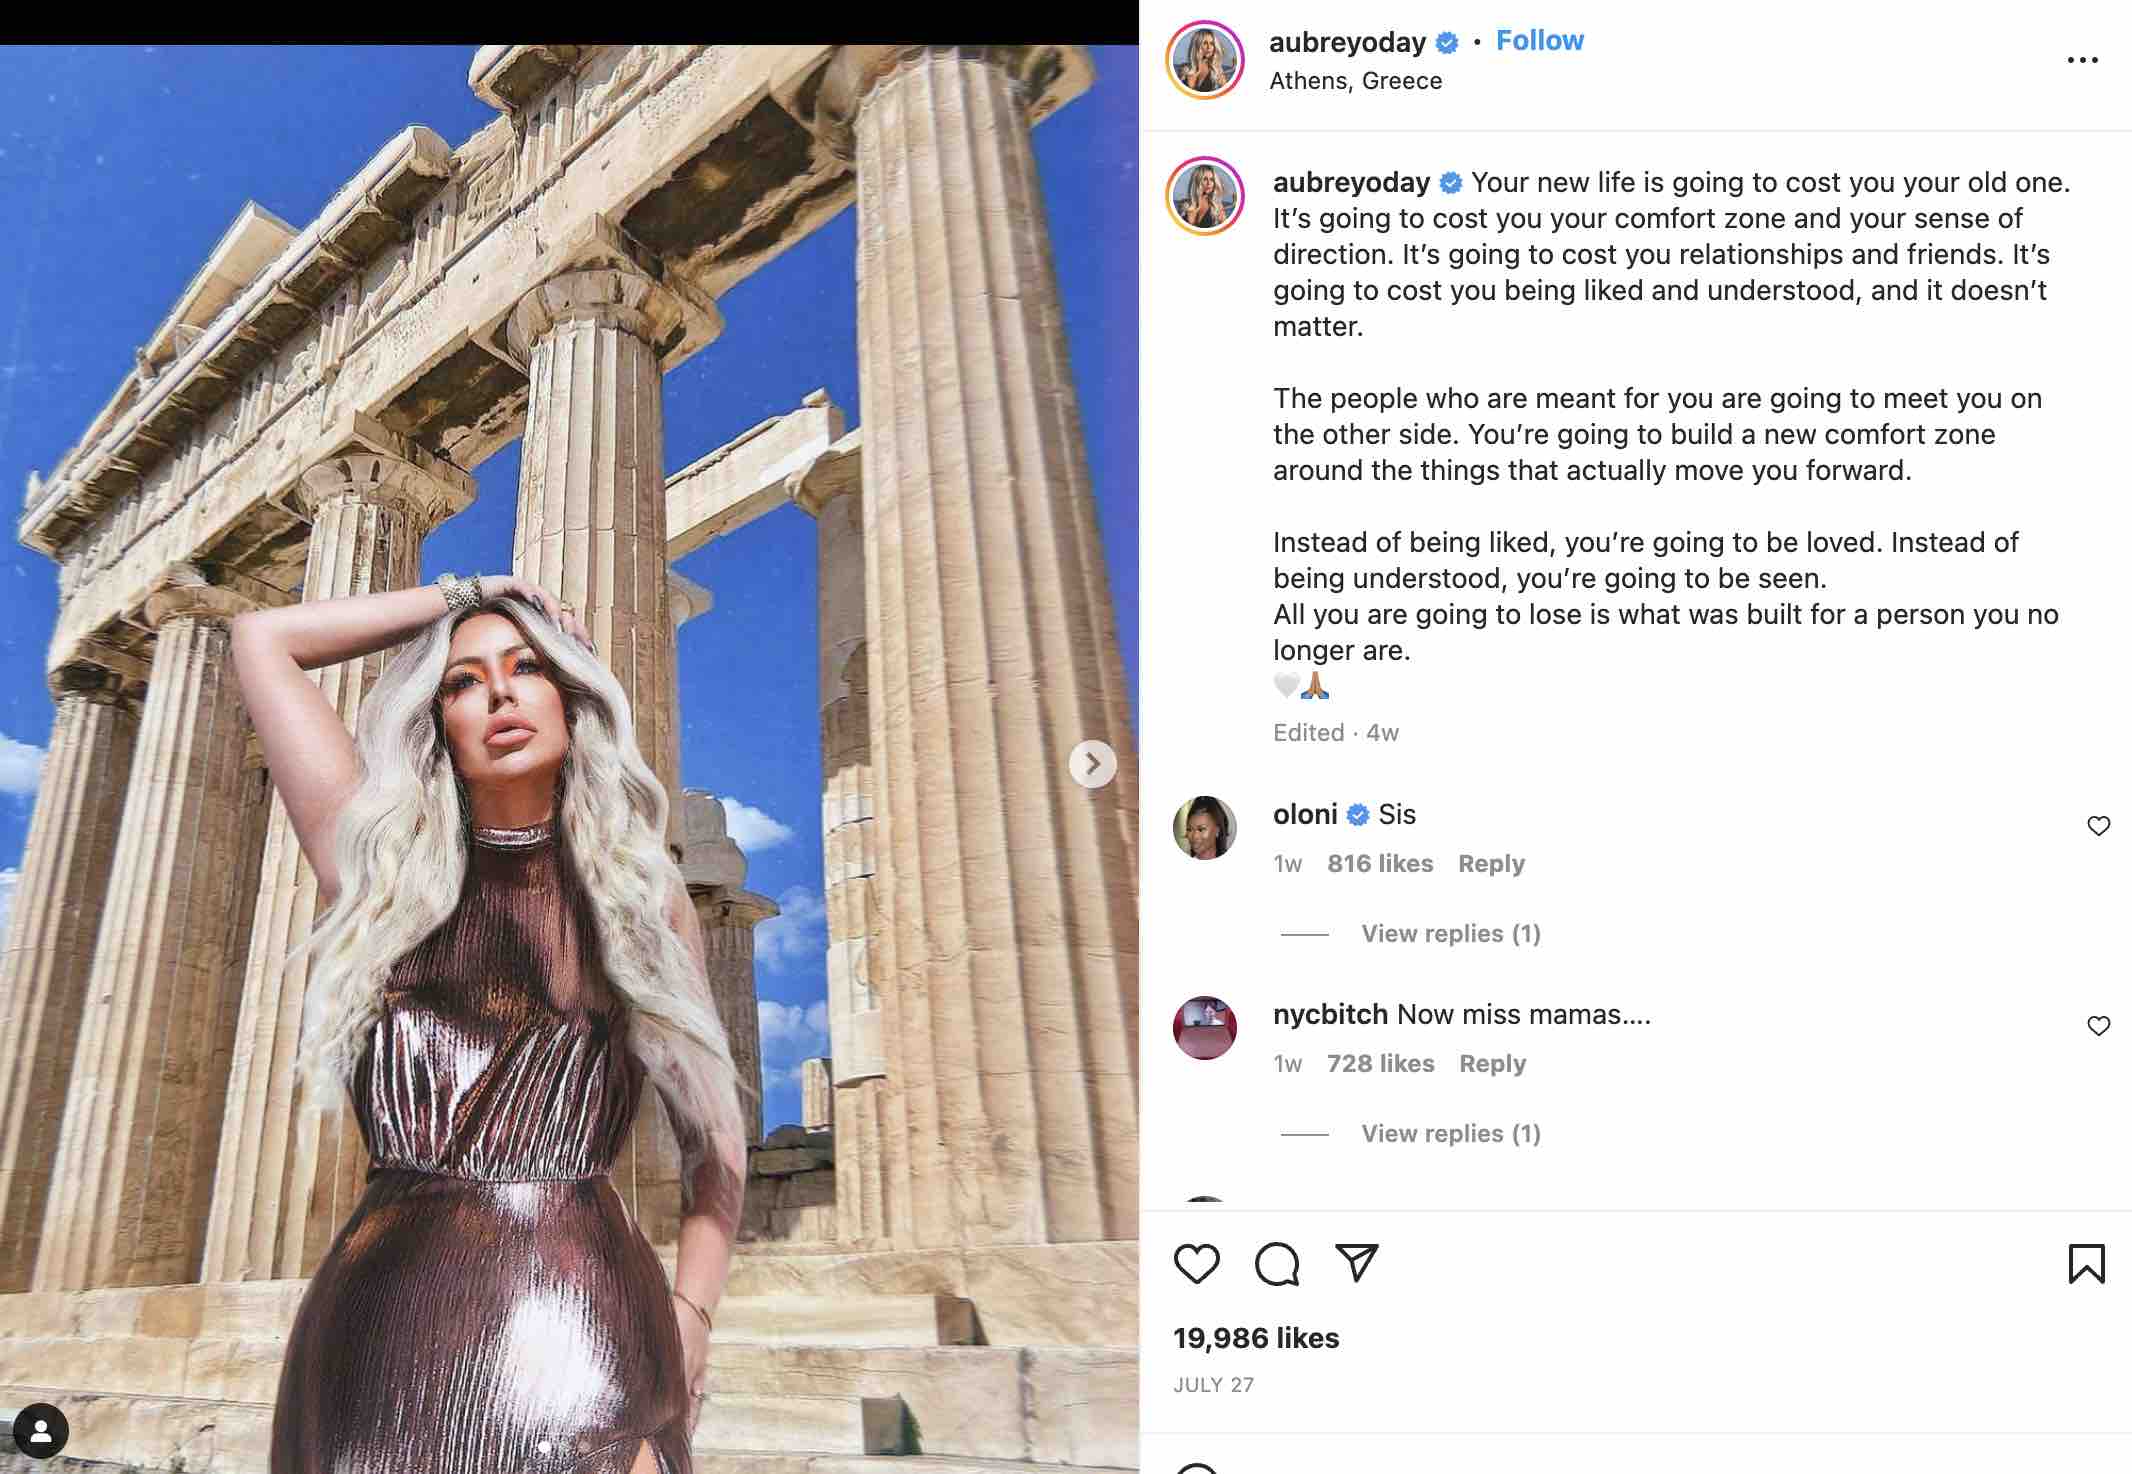 aubreyoday • Follow
Athens, Greece
aubreyoday Your new life is going to cost you your old one.
It’s going to cost you your comfort zone and your sense of
direction. It’s going to cost you relationships and friends. It’s
going to cost you being liked and understood, and it doesn’t
matter.
The people who are meant for you are going to meet you on
the other side. You’re going to build a new comfort zone
around the things that actually move you forward.
Instead of being liked, you’re going to be loved. Instead of
being understood, you’re going to be seen.
All you are going to lose is what was built for a person you no
longer are.
🤍🙏🏽
Edited · 4w
oloni Sis
1w 816 likes Reply
View replies (1)
nycbitch Now miss mamas....
1w 728 likes Reply
View replies (1)
19,986 likes
JULY 27